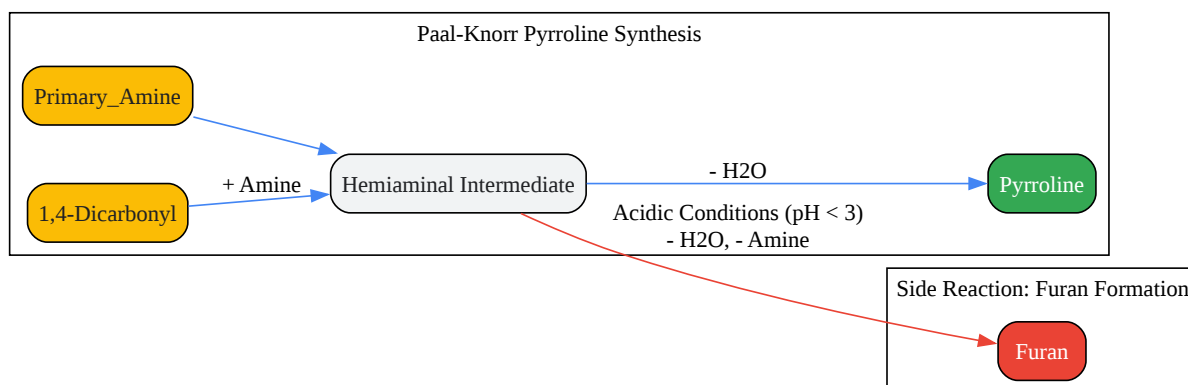 Paal-Knorr Pyrroline Synthesis
Primary_Amine
1,4-Dicarbonyl
+ Amine
Hemiaminal Intermediate
- H2O
Pyrroline
Acidic Conditions (pH < 3)
- H2O, - Amine
Side Reaction: Furan Formation
Furan